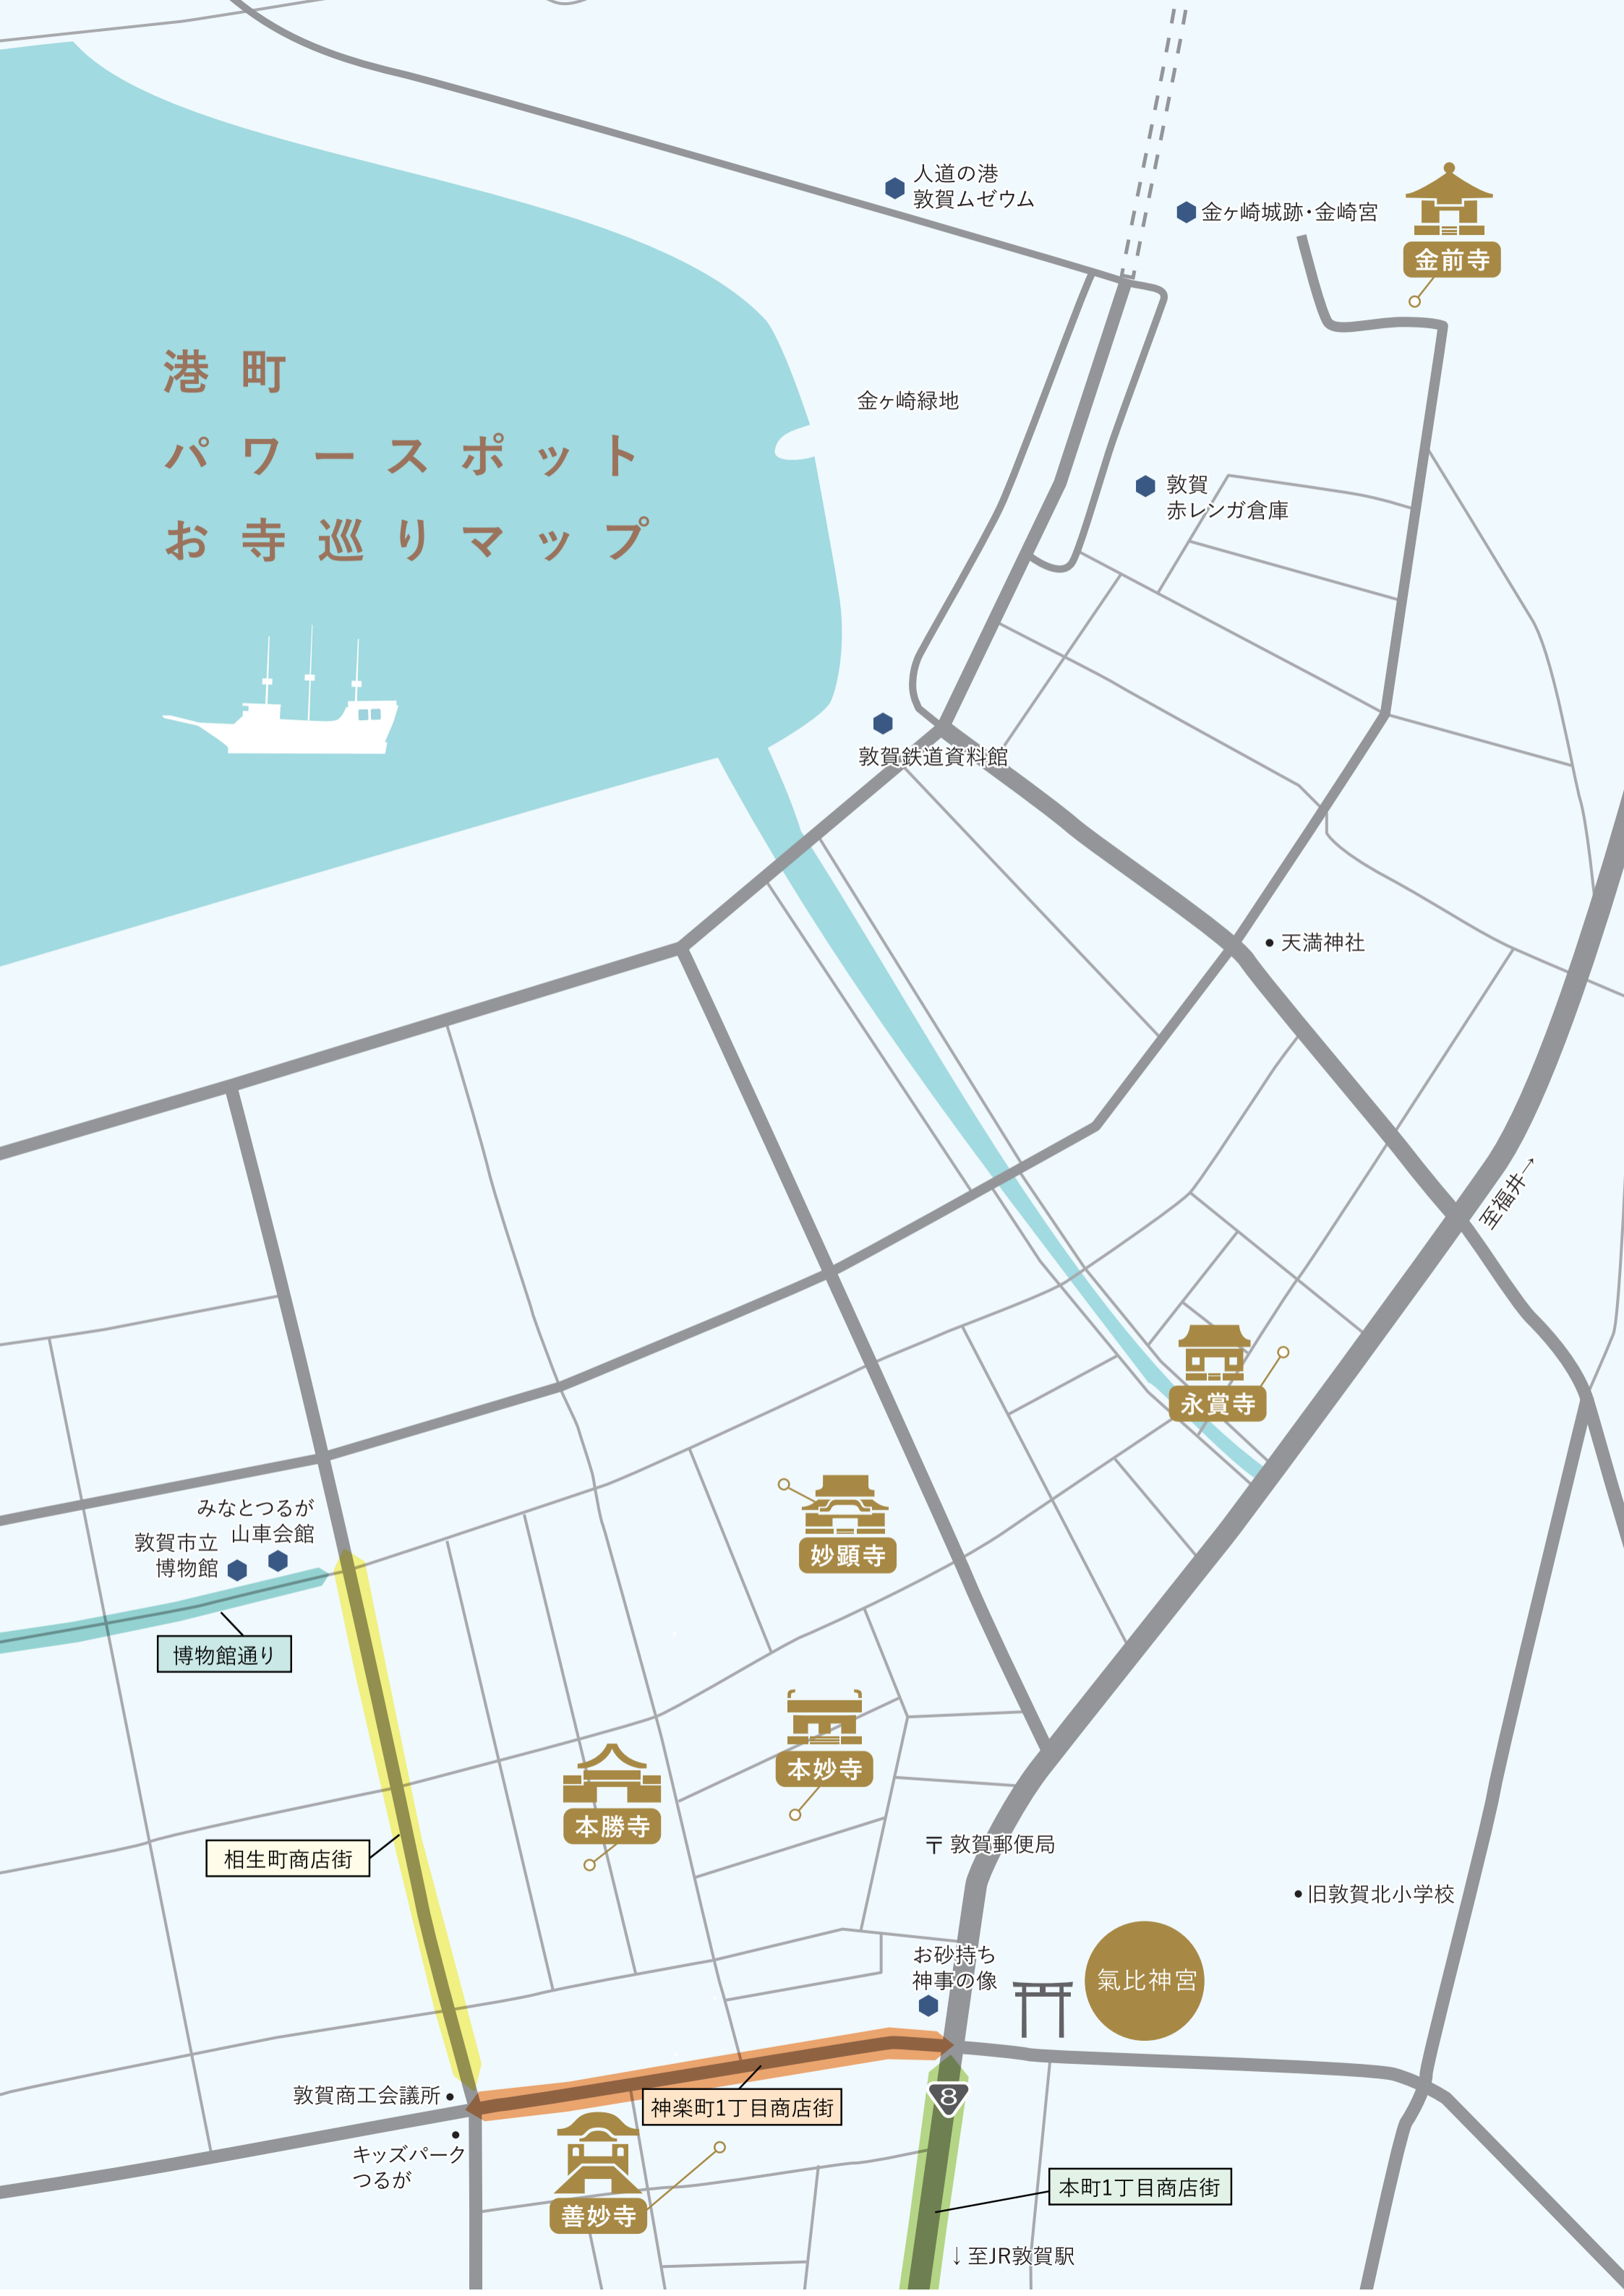 人道の港
敦賀ムゼウム
金ヶ崎城跡・金崎宮
金前寺
港町
パワースポット
お寺巡りマップ
金ヶ崎緑地
敦賀
赤レンガ倉庫
敦賀鉄道資料館
天満神社
至福井→
永賞寺
みなとつるが
山車会館
敦賀市立
博物館
妙顕寺
博物館通り
本妙寺
本勝寺
相生町商店街
〒敦賀郵便局
旧敦賀北小学校
お砂持ち
神事の像
氣比神宮
敦賀商工会議所
神楽町1丁目商店街
8
キッズパーク
つるが
善妙寺
本町1丁目商店街
↓至JR敦賀駅